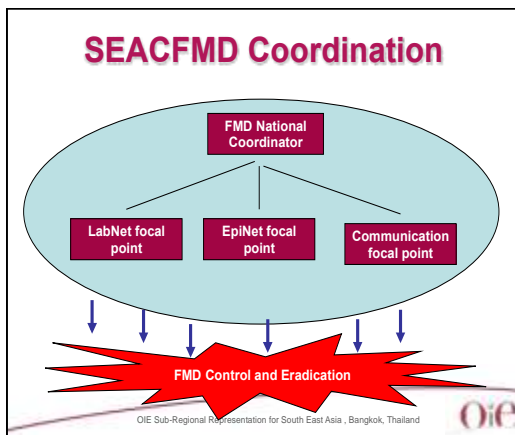 SEACFMD Coordination
FMD National
Coordinator
LabNet focal
point
EpiNet focal
point
Communication
focal point
FMD Control and Eradication
OIE Sub-Regional Representation for South East Asia , Bangkok, Thailand
Oie